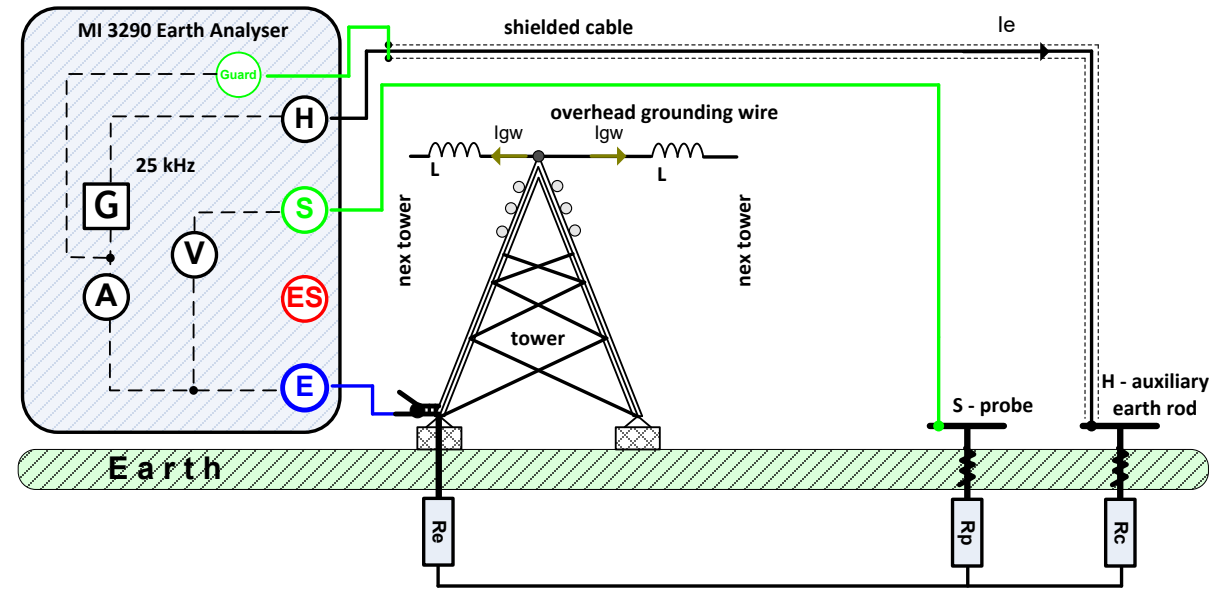 MI 3290 Earth Analyser
shielded cable
Ie
Guard
H
25 kHz
G
S
V
A
ES
E
overhead grounding wire
Igw
Igw
L
L
nex tower
nex tower
tower
S - probe
H - auxiliary
earth rod
Earth
Re
Rp
Rc